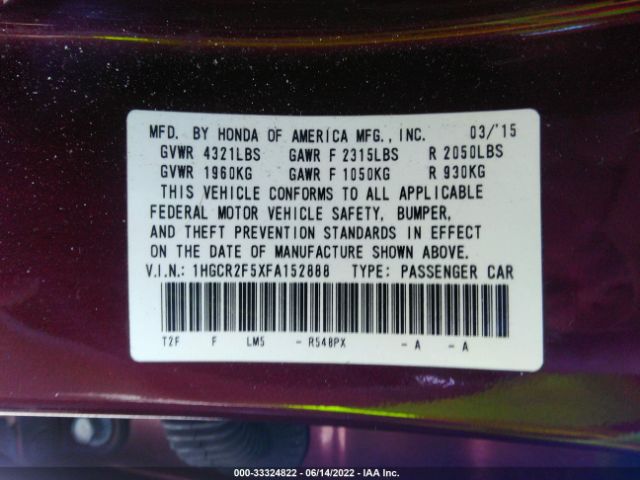 MFD. BY HONDA OF AMERICA MFG., INC. 03/'15
GVWR 4321LBS GAWR F 2315LBS R 2050LBS
GVWR 1960KG GAWR F 1050KG R 930KG
THIS VEHICLE CONFORMS TO ALL APPLICABLE
FEDERAL MOTOR VEHICLE SAFETY, BUMPER,
AND THEFT PREVENTION STANDARDS IN EFFECT
ON THE DATE OF MANUFACTURE SHOWN ABOVE.
V.I.N.: 1HGCR2F5XFA152888 TYPE: PASSENGER CAR
T2F F LM5 - R548PX - A - A
000-33324822 - 06/14/2022 - IAA Inc.